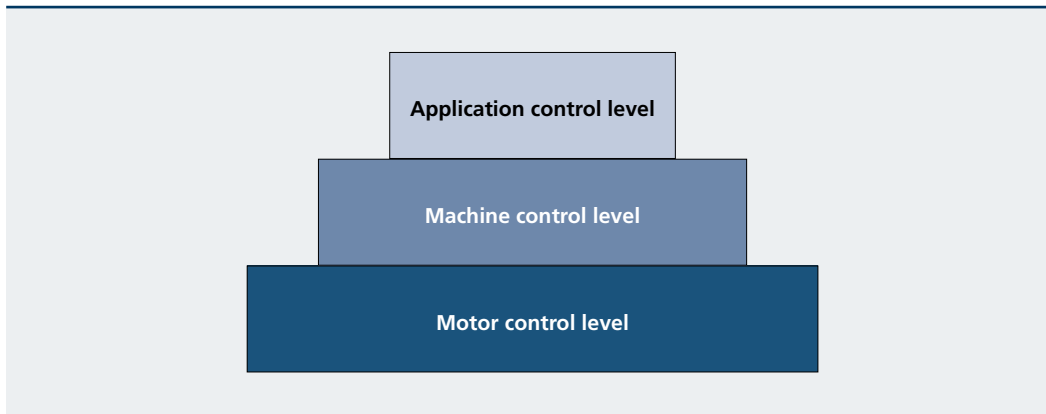 Application control level
Machine control level
Motor control level